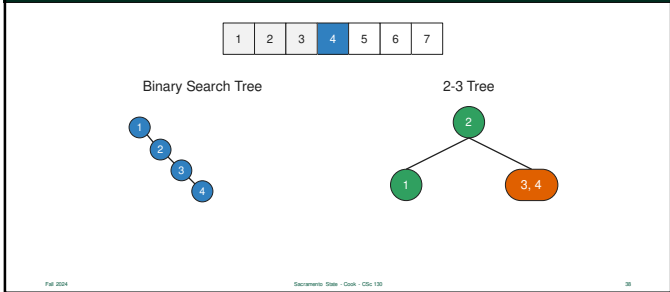 1 2 3 4 5 6 7
Binary Search Tree
2-3 Tree
1
2
3
4
2
1
3, 4
Fall 2024
Sacramento State - Cook - CSc 130
38